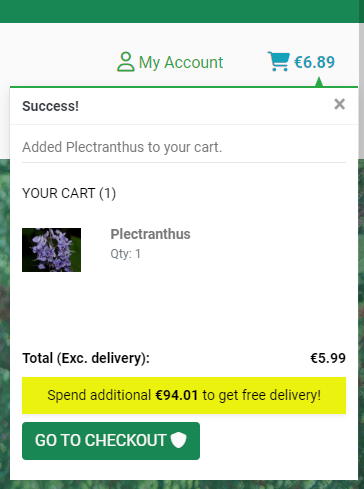 My Account
€6.89
Success!
×
Added Plectranthus to your cart.
YOUR CART (1)
Plectranthus
Qty: 1
Total (Exc. delivery): €5.99
Spend additional €94.01 to get free delivery!
GO TO CHECKOUT